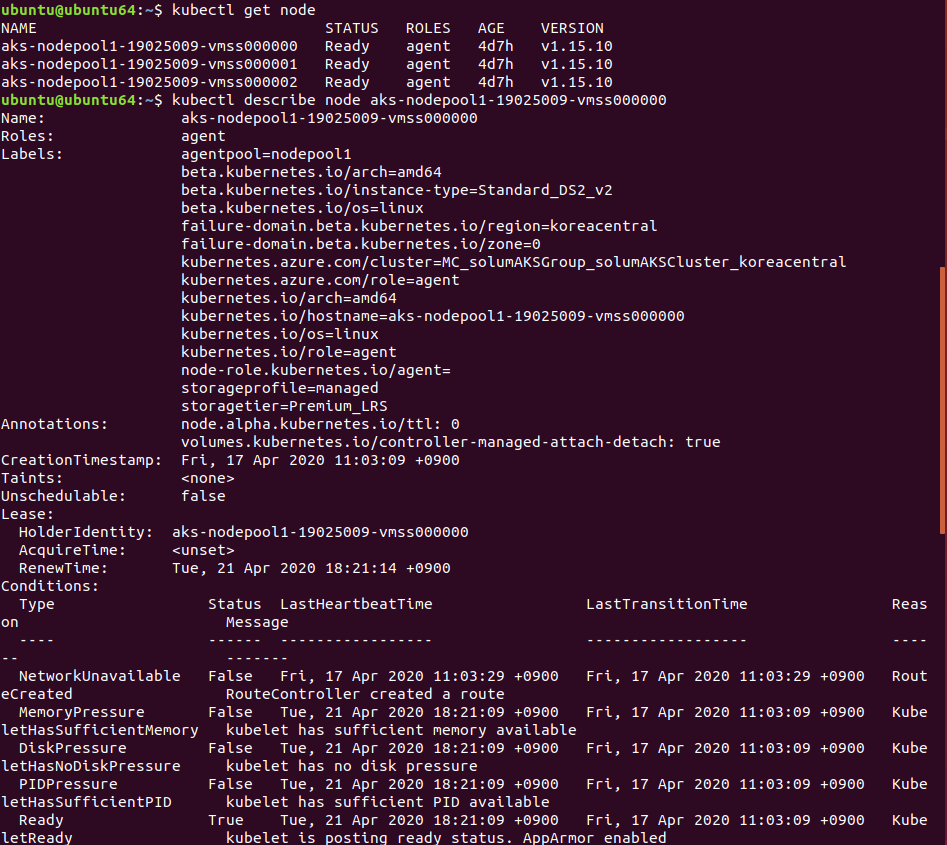 ubuntu@ubuntu64:~$ kubectl get node
NAME                                STATUS   ROLES   AGE    VERSION
aks-nodepool1-19025009-vmss000000   Ready    agent   4d7h   v1.15.10
aks-nodepool1-19025009-vmss000001   Ready    agent   4d7h   v1.15.10
aks-nodepool1-19025009-vmss000002   Ready    agent   4d7h   v1.15.10
ubuntu@ubuntu64:~$ kubectl describe node aks-nodepool1-19025009-vmss000000
Name:               aks-nodepool1-19025009-vmss000000
Roles:              agent
Labels:             agentpool=nodepool1
                    beta.kubernetes.io/arch=amd64
                    beta.kubernetes.io/instance-type=Standard_DS2_v2
                    beta.kubernetes.io/os=linux
                    failure-domain.beta.kubernetes.io/region=koreacentral
                    failure-domain.beta.kubernetes.io/zone=0
                    kubernetes.azure.com/cluster=MC_solumAKSGroup_solumAKSCluster_koreacentral
                    kubernetes.azure.com/role=agent
                    kubernetes.io/arch=amd64
                    kubernetes.io/hostname=aks-nodepool1-19025009-vmss000000
                    kubernetes.io/os=linux
                    kubernetes.io/role=agent
                    node-role.kubernetes.io/agent=
                    storageprofile=managed
                    storagetier=Premium_LRS
Annotations:        node.alpha.kubernetes.io/ttl: 0
                    volumes.kubernetes.io/controller-managed-attach-detach: true
CreationTimestamp:  Fri, 17 Apr 2020 11:03:09 +0900
Taints:             <none>
Unschedulable:      false
Lease:
  HolderIdentity:  aks-nodepool1-19025009-vmss000000
  AcquireTime:     <unset>
  RenewTime:       Tue, 21 Apr 2020 18:21:14 +0900
Conditions:
  Type                 Status  LastHeartbeatTime                 LastTransitionTime                Reas
on                       Message
  ----                 ------  -----------------                 ------------------                ----
--                       -------
  NetworkUnavailable   False   Fri, 17 Apr 2020 11:03:29 +0900   Fri, 17 Apr 2020 11:03:29 +0900   Rout
eCreated                 RouteController created a route
  MemoryPressure       False   Tue, 21 Apr 2020 18:21:09 +0900   Fri, 17 Apr 2020 11:03:09 +0900   Kube
letHasSufficientMemory   kubelet has sufficient memory available
  DiskPressure         False   Tue, 21 Apr 2020 18:21:09 +0900   Fri, 17 Apr 2020 11:03:09 +0900   Kube
letHasNoDiskPressure     kubelet has no disk pressure
  PIDPressure          False   Tue, 21 Apr 2020 18:21:09 +0900   Fri, 17 Apr 2020 11:03:09 +0900   Kube
letHasSufficientPID      kubelet has sufficient PID available
  Ready                True    Tue, 21 Apr 2020 18:21:09 +0900   Fri, 17 Apr 2020 11:03:09 +0900   Kube
letReady                 kubelet is posting ready status. AppArmor enabled